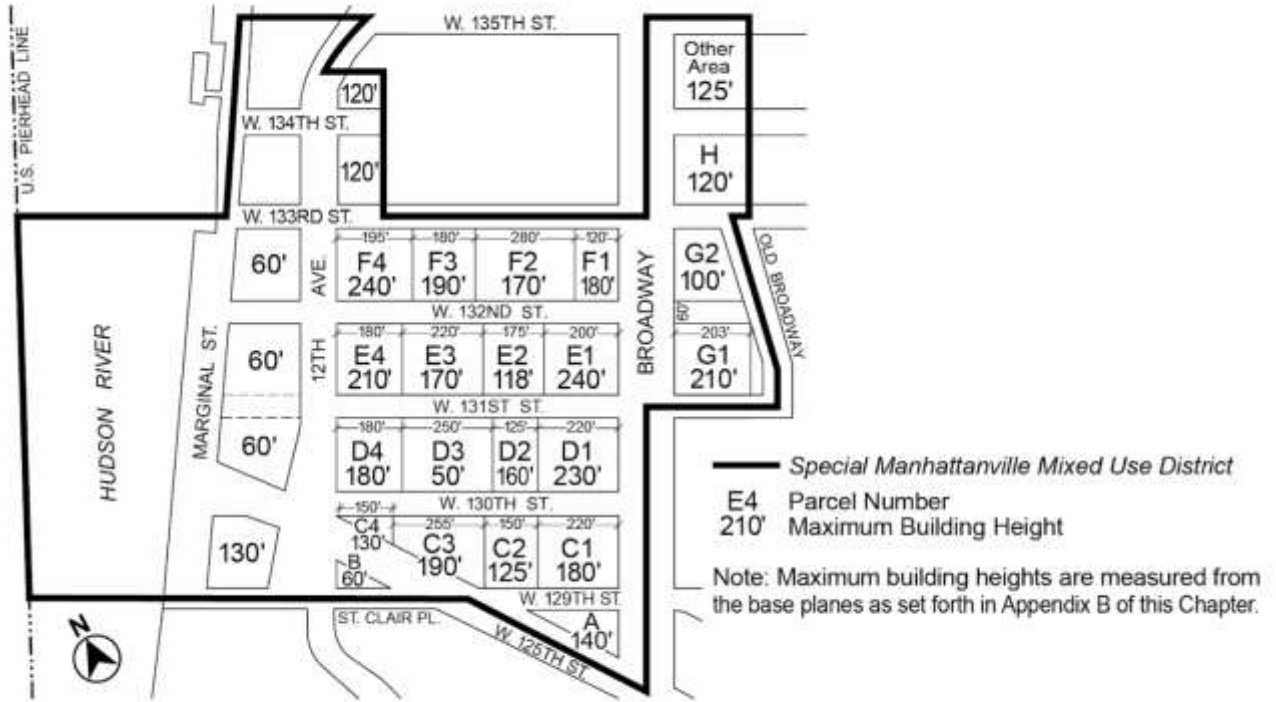 U.S. PIERHEAD LINE
W. 135TH ST.
Other
Area
125'
120'
W. 134TH ST.
120'
H
120'
W. 133RD ST.
60'
AVE.
195'
F4
240'
180'
F3
190'
280'
F2
170'
120'
F1
180'
BROADWAY
G2
100'
OLD BROADWAY
W. 132ND ST.
60'
HUDSON RIVER
MARGINAL ST.
60'
12TH
180'
E4
210'
220'
E3
170'
175'
E2
118'
200'
E1
240'
203'
G1
210'
W. 131ST ST.
60'
180'
D4
180'
250'
D3
50'
125'
D2
160'
220'
D1
230'
W. 130TH ST.
130'
150'
C4
130'
B
60'
255'
C3
190'
150'
C2
125'
220'
C1
180'
W. 129TH ST.
ST. CLAIR PL.
A
140'
W. 125TH ST.
N
Special Manhattanville Mixed Use District
E4 Parcel Number
210' Maximum Building Height
Note: Maximum building heights are measured from
the base planes as set forth in Appendix B of this Chapter.